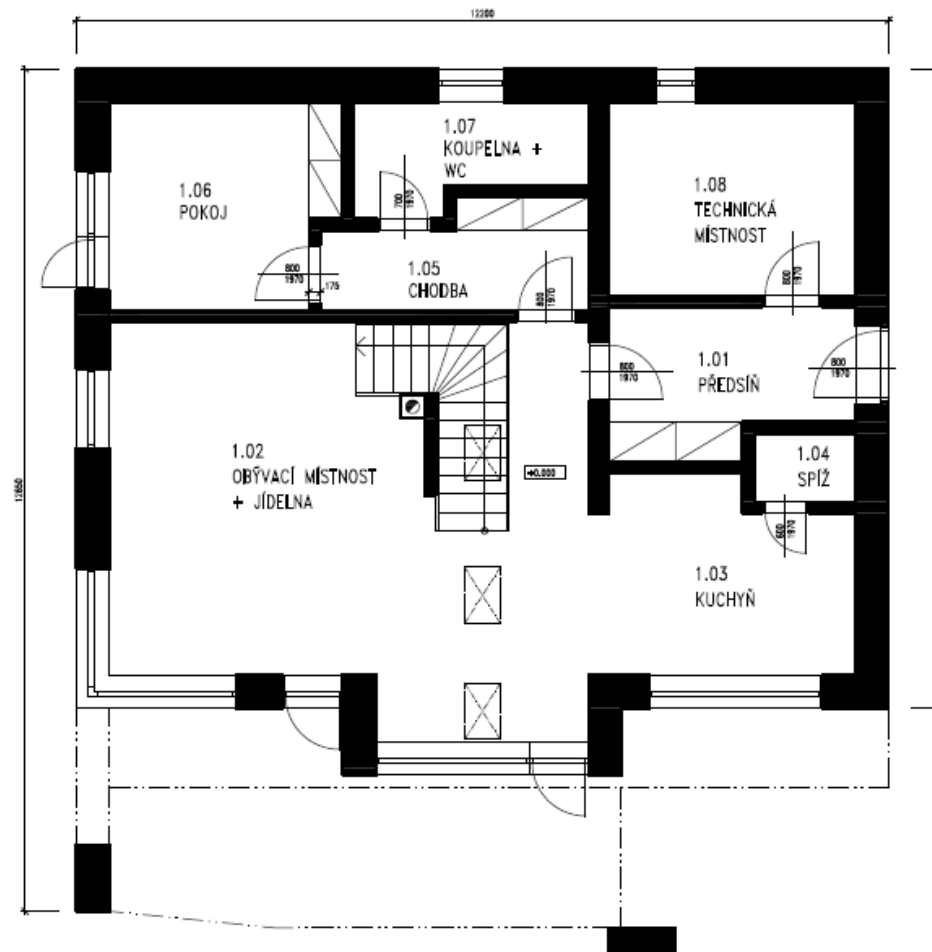 12200
1.07
KOUPELNA +
WC
1.06
POKOJ
700
1970
1.08
TECHNICKÁ
MÍSTNOST
1.05
CHODBA
800
1970
175
800
1970
800
1970
1.01
PŘEDSÍŇ
800
1970
800
1970
1.02
OBÝVACÍ MÍSTNOST
+ JÍDELNA
±0.000
1.04
SPÍŽ
600
1970
1.03
KUCHYŇ
12650